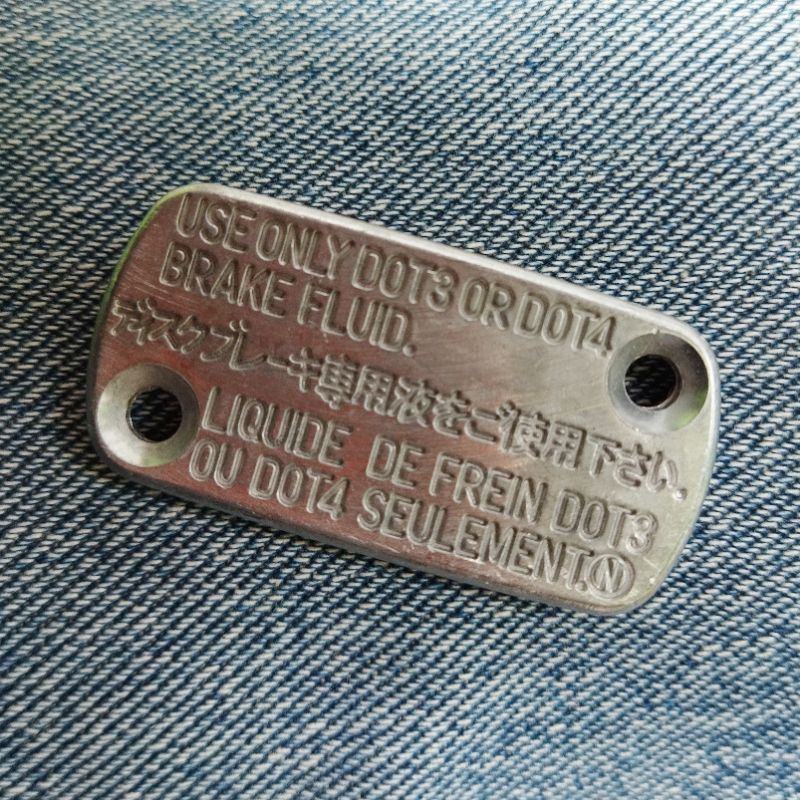 USE ONLY DOT3 OR DOT4
BRAKE FLUID.
ディスクブレーキ専用液をご使用下さい。
LIQUIDE DE FREIN DOT3
OU DOT4 SEULEMENT.Ⓝ